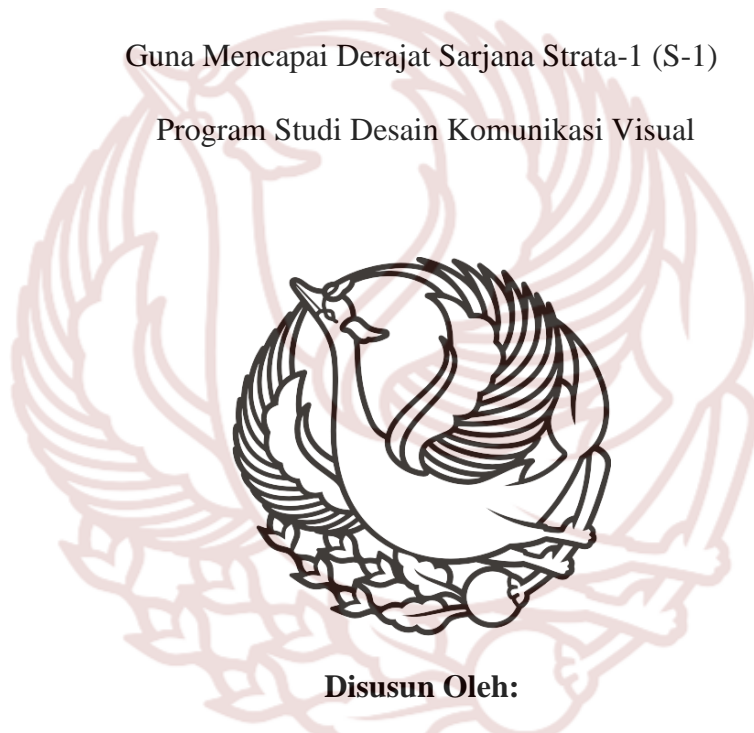 Guna Mencapai Derajat Sarjana Strata-1 (S-1)
Program Studi Desain Komunikasi Visual
Disusun Oleh: